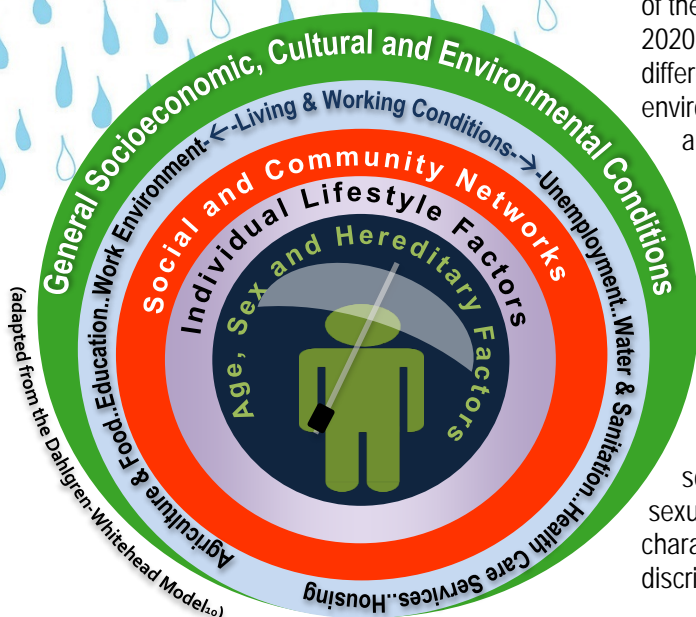 General Socioeconomic, Cultural and Environmental Conditions
Agriculture & Food..Education..Work Environment-←-Living & Working Conditions-→-Unemployment..Water & Sanitation..Health Care Services..Housing
Social and Community Networks
Individual Lifestyle Factors
Age, Sex and Hereditary Factors
(adapted from the Dahlgren-Whitehead Model10)
of the
2020
differ
enviro
a
se
sexu
chara
discri